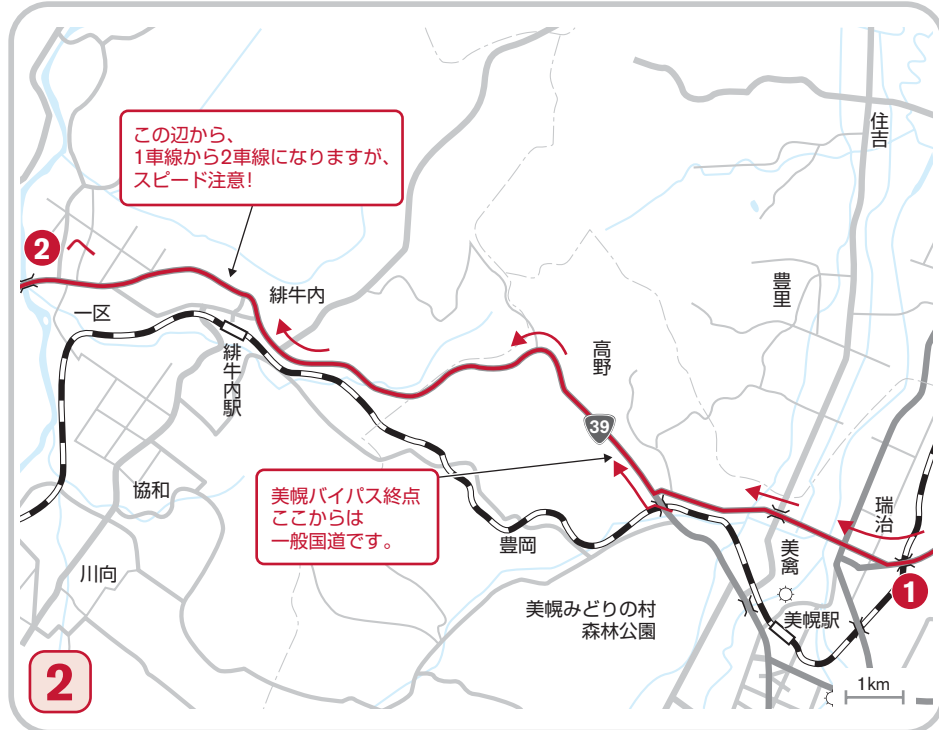 この辺から、
1車線から2車線になりますが、
スピード注意！
住吉
2 へ
緋牛内
豊里
一区
高野
緋牛内駅
39
美幌バイパス終点
ここからは
一般国道です。
協和
瑞治
豊岡
美禽
川向
1
美幌みどりの村
森林公園
美幌駅
2
1km